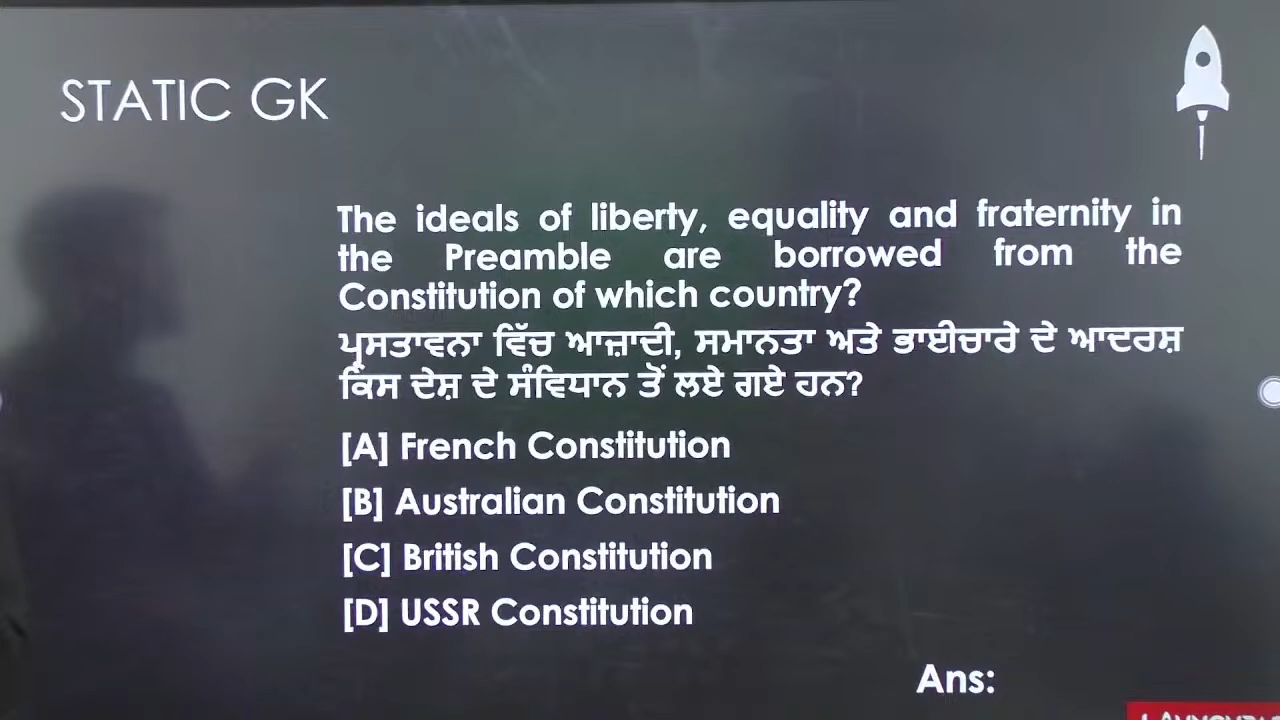 STATIC GK
The ideals of liberty, equality and fraternity in
the Preamble are borrowed from the
Constitution of which country?
ਪ੍ਰਸਤਾਵਨਾ ਵਿੱਚ ਆਜ਼ਾਦੀ, ਸਮਾਨਤਾ ਅਤੇ ਭਾਈਚਾਰੇ ਦੇ ਆਦਰਸ਼
ਕਿਸ ਦੇਸ਼ ਦੇ ਸੰਵਿਧਾਨ ਤੋਂ ਲਏ ਗਏ ਹਨ?
[A] French Constitution
[B] Australian Constitution
[C] British Constitution
[D] USSR Constitution
Ans: